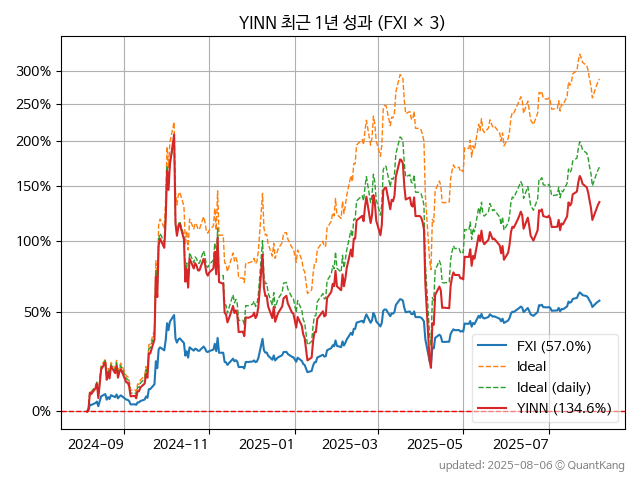 YINN 최근 1년 성과 (FXI × 3)
300%
250%
200%
150%
100%
50%
0%
FXI (57.0%)
Ideal
Ideal (daily)
YINN (134.6%)
2024-09 2024-11 2025-01 2025-03 2025-05 2025-07
updated: 2025-08-06 © QuantKang